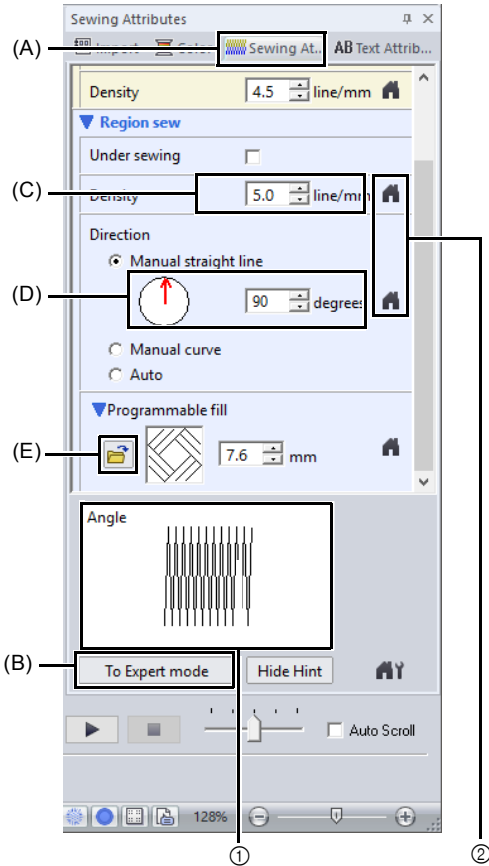 Sewing Attributes
(A)
Import Color Sewing At.. AB Text Attrib...
Density 4.5 line/mm
Region sew
Under sewing
(C)
Density 5.0 line/mm
Direction
Manual straight line
(D)
90 degrees
Manual curve
Auto
Programmable fill
(E)
7.6 mm
Angle
(B)
To Expert mode Hide Hint
Auto Scroll
128%
① ②